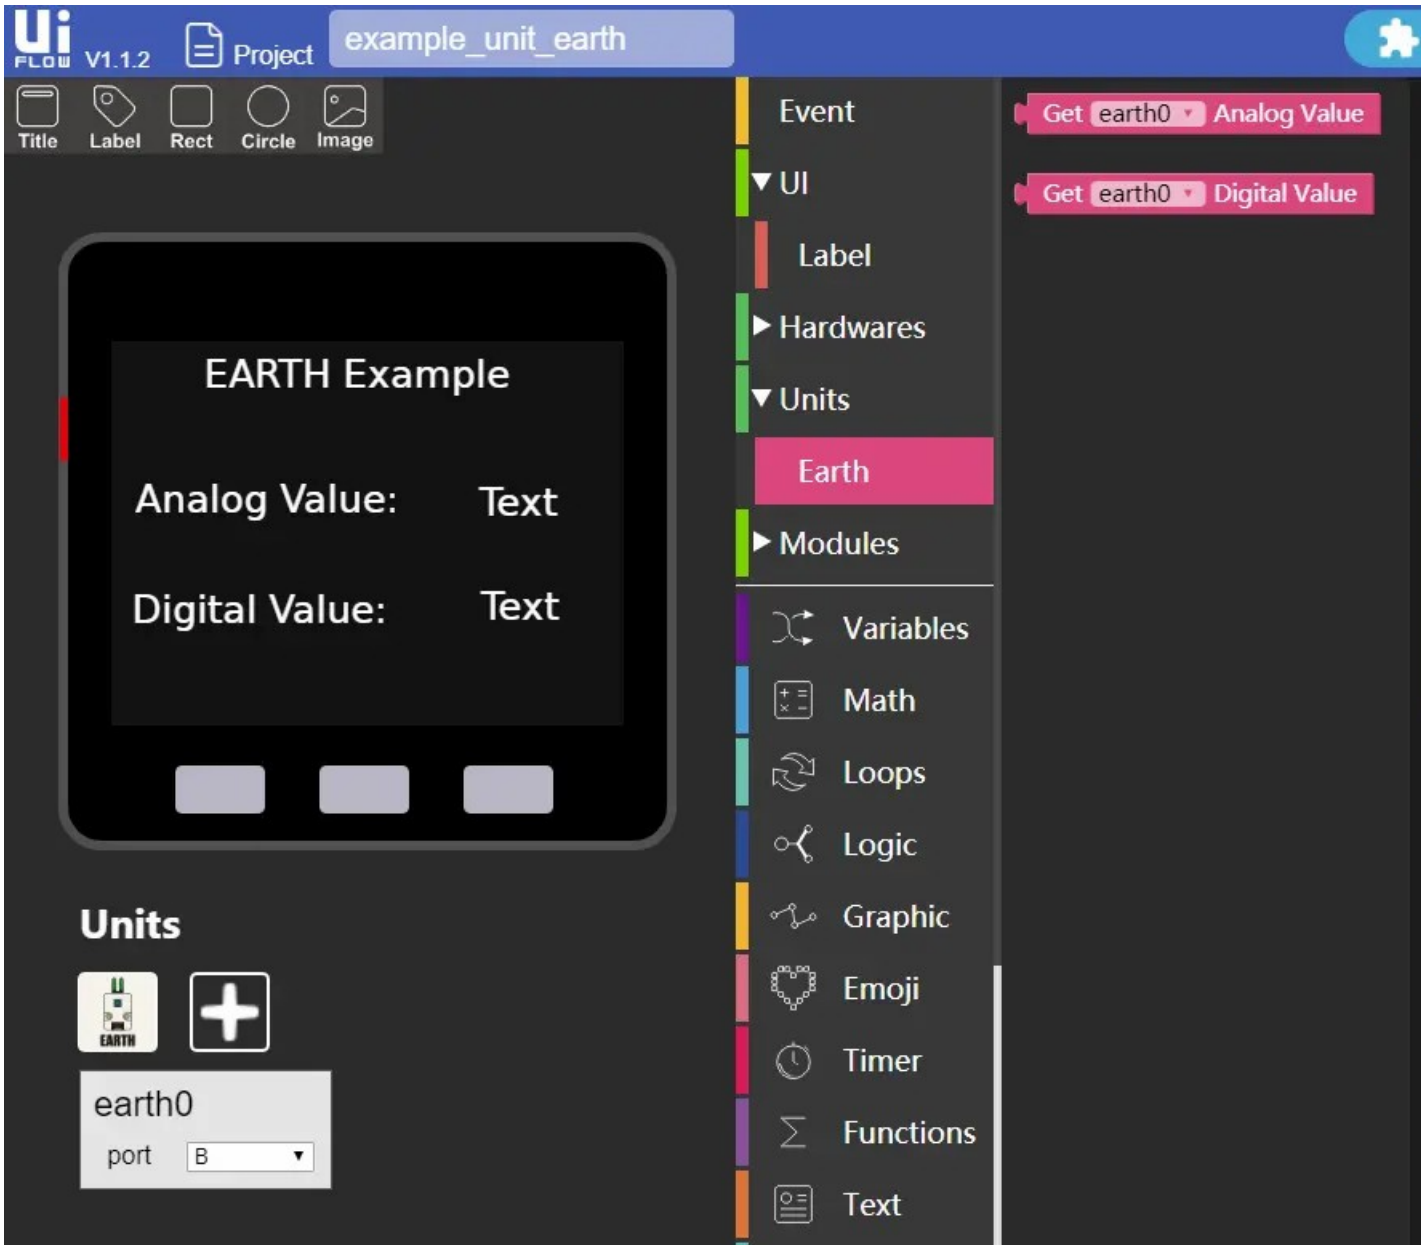 Ui
FLOW V1.1.2 Project example_unit_earth
Title Label Rect Circle Image
EARTH Example
Analog Value: Text
Digital Value: Text
Units
EARTH
earth0
port B
Event
UI
Label
Hardwares
Units
Earth
Modules
Variables
Math
Loops
Logic
Graphic
Emoji
Timer
Functions
Text
Get earth0 Analog Value
Get earth0 Digital Value